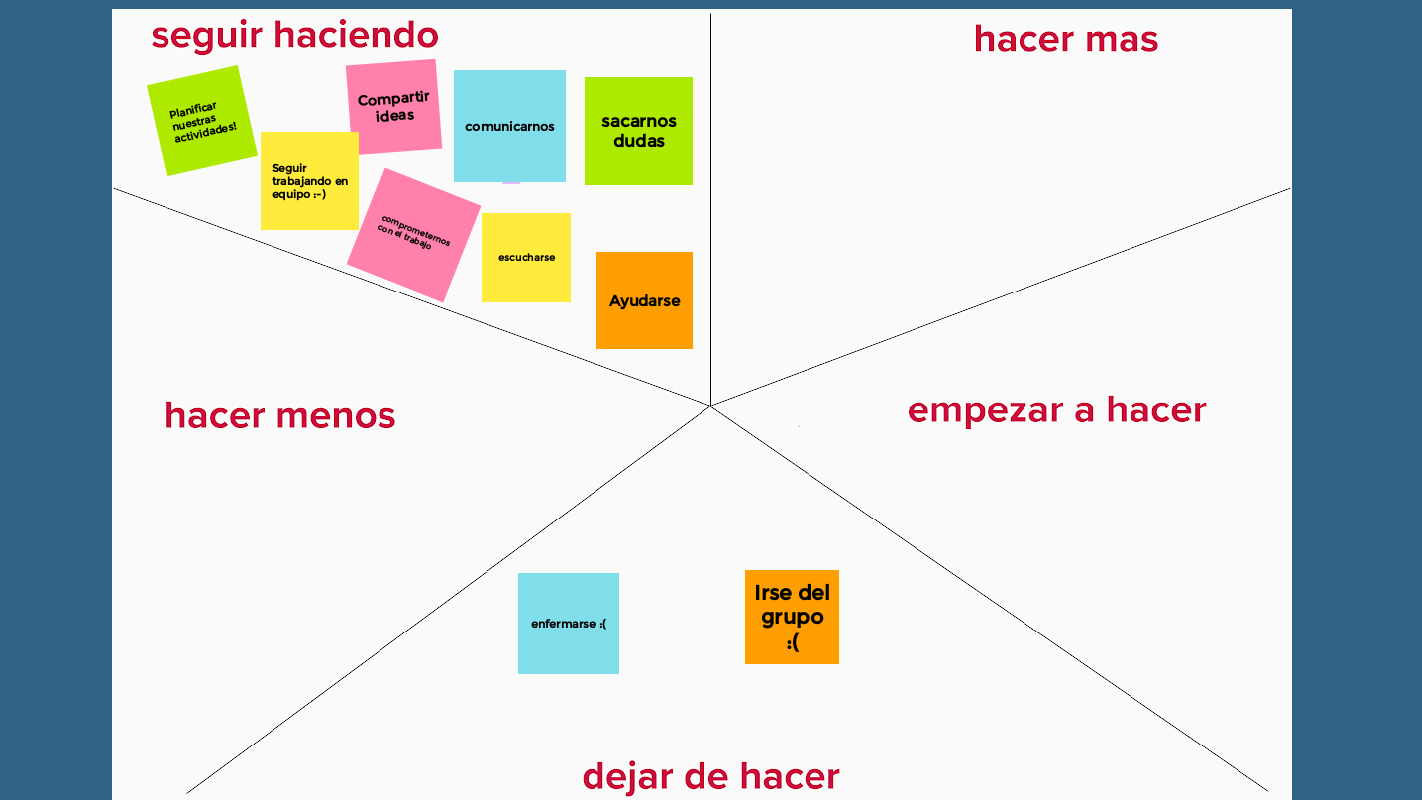 seguir haciendo
hacer mas
Planificar
nuestras
actividades!
Compartir
ideas
comunicarnos
sacarnos
dudas
Seguir
trabajando en
equipo :-)
comprometernos
con el trabajo
escucharse
Ayudarse
hacer menos
empezar a hacer
enfermarse :(
Irse del
grupo
:(
dejar de hacer